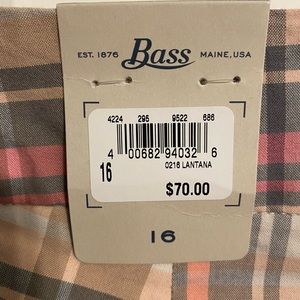 EST. 1876 Bass MAINE, USA
4224 295 9522 686
4 00682 94032 6
16 0216 LANTANA
$70.00
16